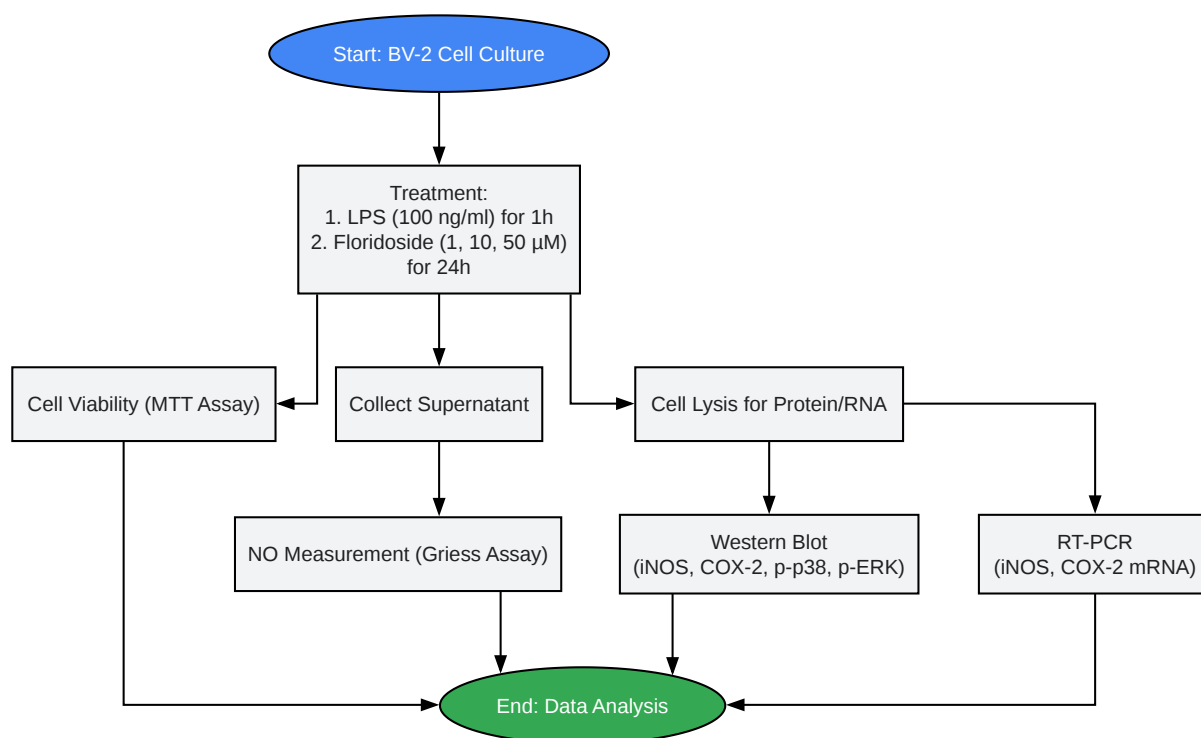 Start: BV-2 Cell Culture
Treatment:
1. LPS (100 ng/ml) for 1h
2. Floridoside (1, 10, 50 µM)
for 24h
Cell Viability (MTT Assay)
Collect Supernatant
Cell Lysis for Protein/RNA
NO Measurement (Griess Assay)
Western Blot
(iNOS, COX-2, p-p38, p-ERK)
RT-PCR
(iNOS, COX-2 mRNA)
End: Data Analysis